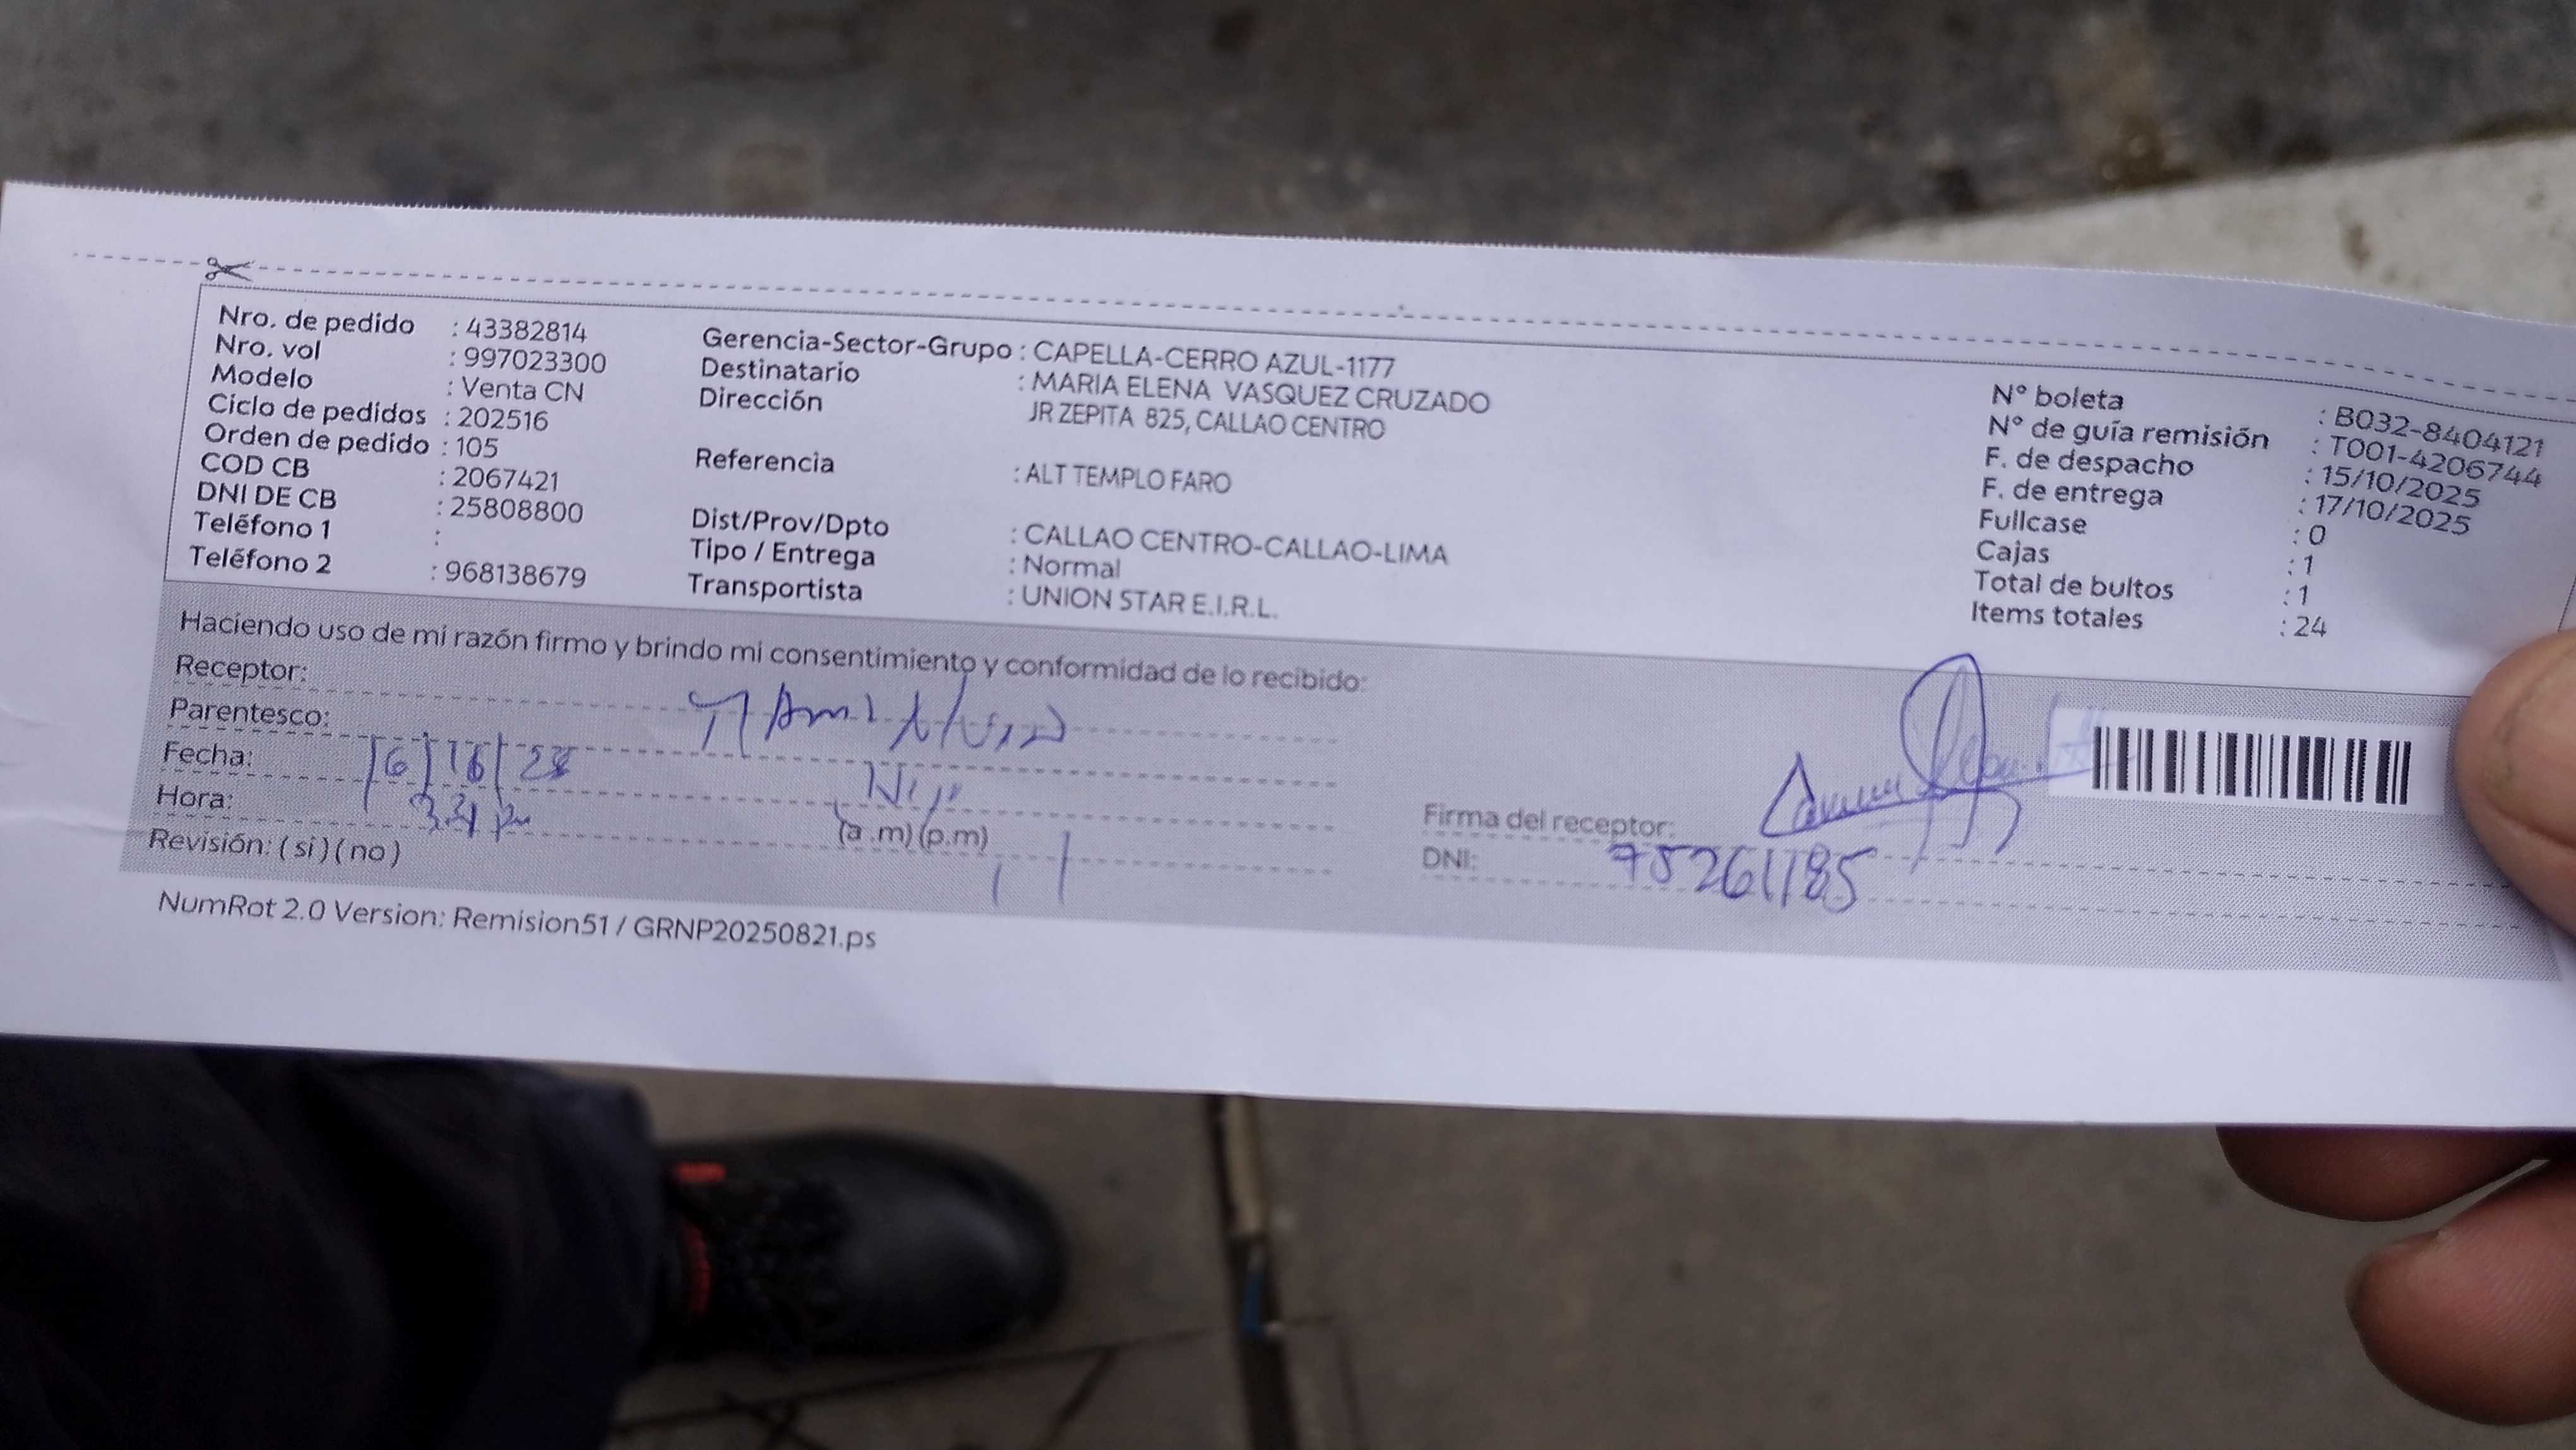 Nro. de pedido : 43382814
Nro. vol : 997023300
Modelo : Venta CN
Ciclo de pedidos : 202516
Orden de pedido : 105
COD CB : 2067421
DNI DE CB : 25808800
Teléfono 1 :
Teléfono 2 : 968138679
Gerencia-Sector-Grupo : CAPELLA-CERRO AZUL-1177
Destinatario : MARIA ELENA VASQUEZ CRUZADO
Dirección JR ZEPITA 825, CALLAO CENTRO
Referencia : ALT TEMPLO FARO
Dist/Prov/Dpto : CALLAO CENTRO-CALLAO-LIMA
Tipo / Entrega : Normal
Transportista : UNION STAR E.I.R.L.
N° boleta : B032-8404121
N° de guía remisión : T001-4206744
F. de despacho : 15/10/2025
F. de entrega : 17/10/2025
Fullcase : 0
Cajas : 1
Total de bultos : 1
Items totales : 24
Haciendo uso de mi razón firmo y brindo mi consentimiento y conformidad de lo recibido:
Receptor:
Parentesco:
Fecha:
Hora: (a .m) (p.m)
Revisión: ( si ) ( no )
Firma del receptor:
DNI: 75261185
NumRot 2.0 Version: Remision51 / GRNP20250821.ps